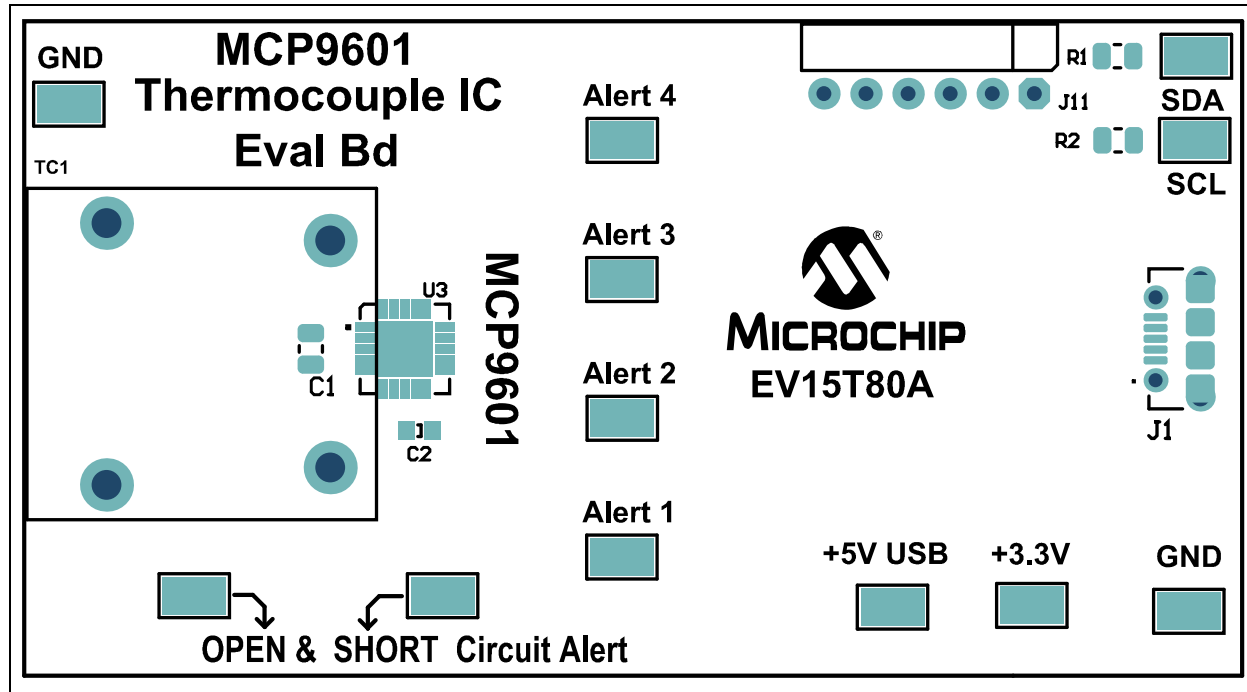 GND
MCP9601
Thermocouple IC
Eval Bd
TC1
Alert 4
J11
R1
SDA
R2
SCL
Alert 3
U3
MCP9601
C1
C2
®
MICROCHIP
EV15T80A
J1
Alert 2
Alert 1
+5V USB
+3.3V
GND
OPEN & SHORT Circuit Alert